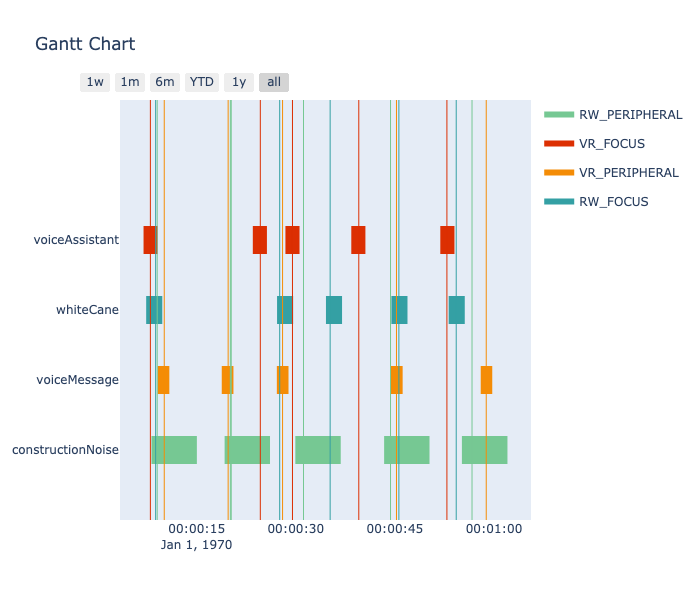 Gantt Chart
1w 1m 6m YTD 1y all
RW_PERIPHERAL
VR_FOCUS
VR_PERIPHERAL
RW_FOCUS
voiceAssistant
whiteCane
voiceMessage
constructionNoise
00:00:15 00:00:30 00:00:45 00:01:00
Jan 1, 1970